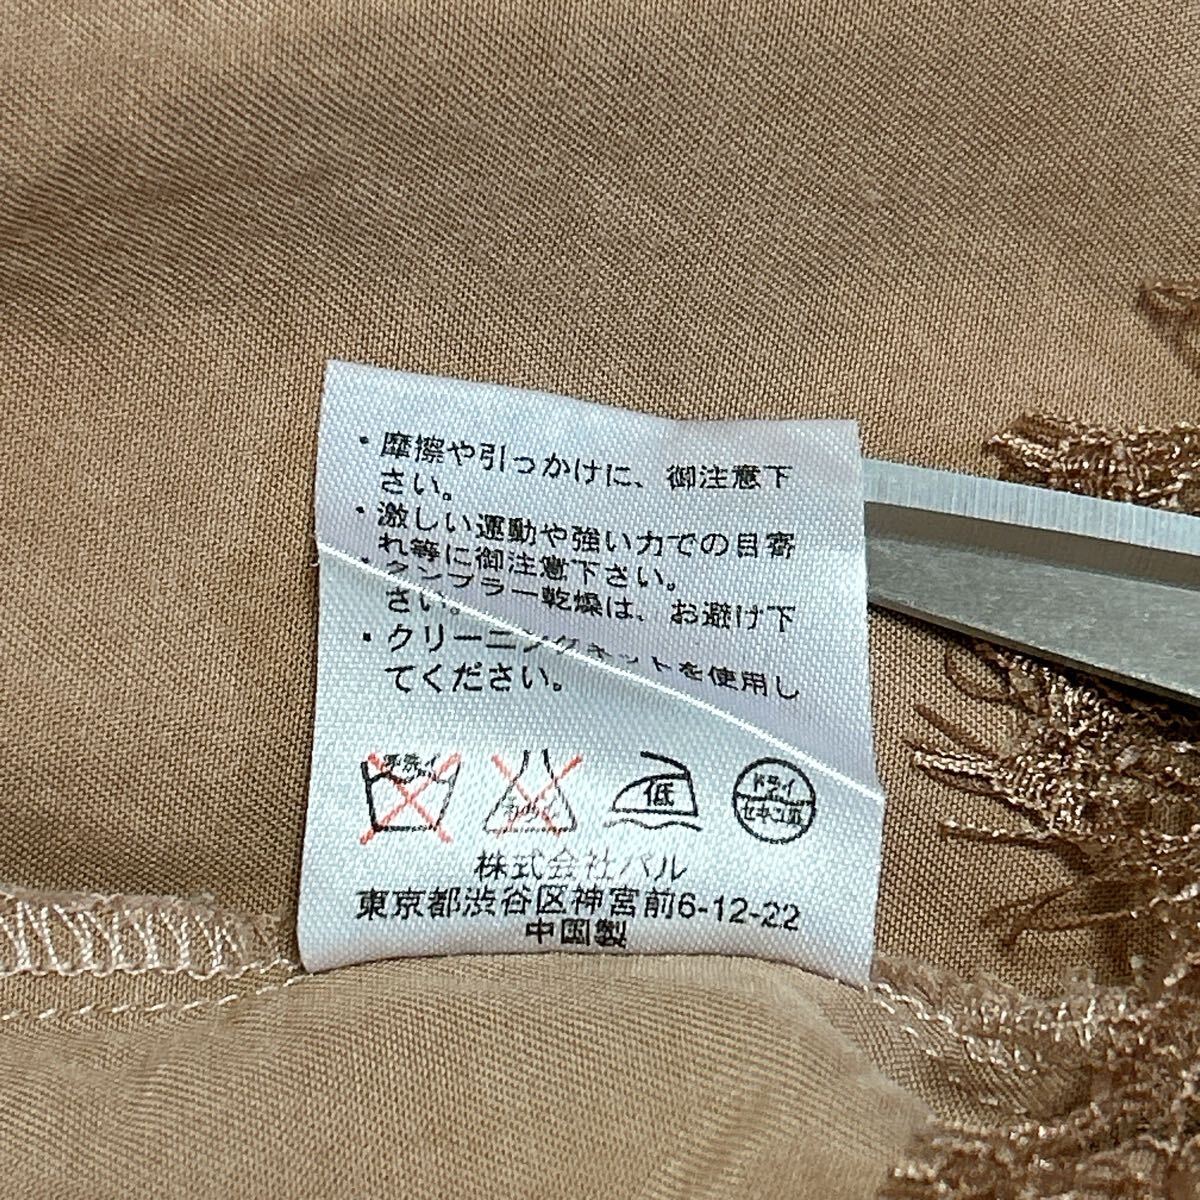 ・摩擦や引っかけに、御注意下
さい。
・激しい運動や強い力での目寄
れ等に御注意下さい。
・タンブラー乾燥は、お避け下
さい。
・クリーニングネットを使用し
てください。
手洗イ
低
ドライ
セキユ系
株式会社パル
東京都渋谷区神宮前6-12-22
中国製